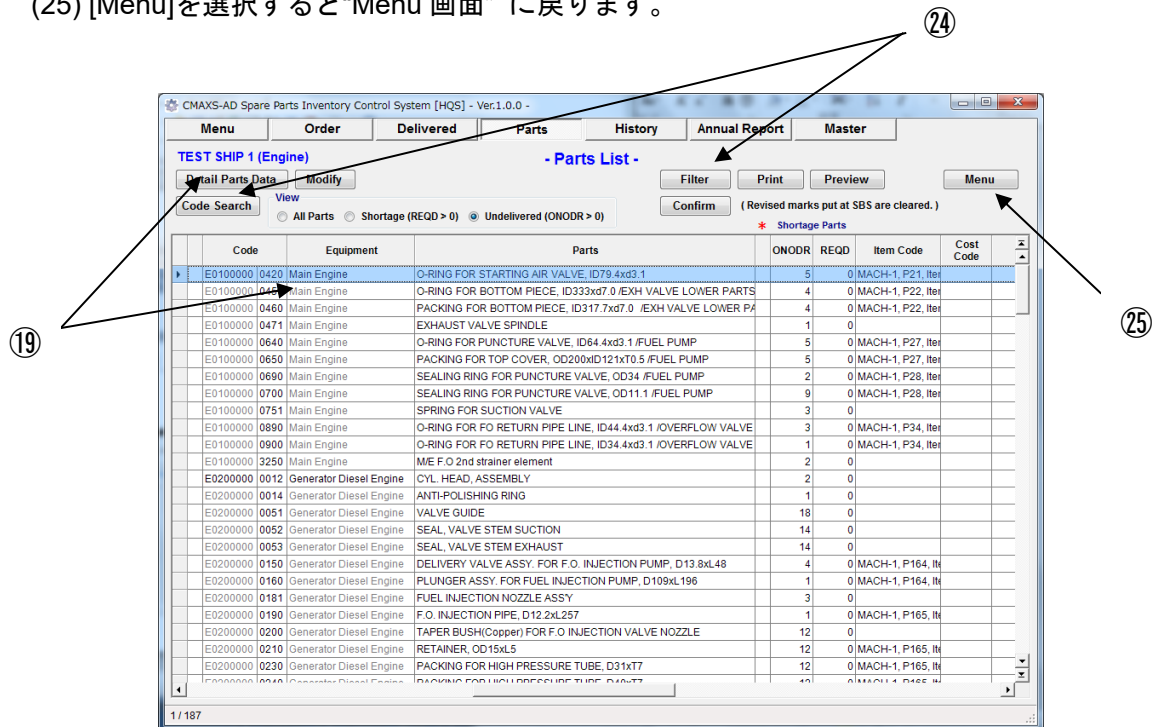 (25) [Menu]を選択すると“Menu 画面” に戻ります。
㉔
CMAXS-AD Spare Parts Inventory Control System [HQS] - Ver.1.0.0 -
Menu Order Delivered Parts History Annual Report Master
TEST SHIP 1 (Engine) - Parts List -
Detail Parts Data Modify Filter Print Preview Menu
Code Search View All Parts Shortage (REQD > 0) Undelivered (ONODR > 0) Confirm ( Revised marks put at SBS are cleared. )
* Shortage Parts
Code Equipment Parts ONODR REQD Item Code Cost Code
E0100000 0420 Main Engine O-RING FOR STARTING AIR VALVE, ID79.4xd3.1 5 0 MACH-1, P21, Iter
E0100000 Main Engine O-RING FOR BOTTOM PIECE, ID333xd7.0 /EXH VALVE LOWER PARTS 4 0 MACH-1, P22, Iter
E0100000 0460 Main Engine PACKING FOR BOTTOM PIECE, ID317.7xd7.0 /EXH VALVE LOWER PA 4 0 MACH-1, P22, Iter
E0100000 0471 Main Engine EXHAUST VALVE SPINDLE 1 0
E0100000 0640 Main Engine O-RING FOR PUNCTURE VALVE, ID64.4xd3.1 /FUEL PUMP 5 0 MACH-1, P27, Iter
E0100000 0650 Main Engine PACKING FOR TOP COVER, OD200xID121xT0.5 /FUEL PUMP 5 0 MACH-1, P27, Iter
E0100000 0690 Main Engine SEALING RING FOR PUNCTURE VALVE, OD34 /FUEL PUMP 2 0 MACH-1, P28, Iter
E0100000 0700 Main Engine SEALING RING FOR PUNCTURE VALVE, OD11.1 /FUEL PUMP 9 0 MACH-1, P28, Iter
E0100000 0751 Main Engine SPRING FOR SUCTION VALVE 3 0
E0100000 0890 Main Engine O-RING FOR FO RETURN PIPE LINE, ID44.4xd3.1 /OVERFLOW VALVE 3 0 MACH-1, P34, Iter
E0100000 0900 Main Engine O-RING FOR FO RETURN PIPE LINE, ID34.4xd3.1 /OVERFLOW VALVE 1 0 MACH-1, P34, Iter
E0100000 3250 Main Engine M/E F.O 2nd strainer element 2 0
E0200000 0012 Generator Diesel Engine CYL. HEAD, ASSEMBLY 2 0
E0200000 0014 Generator Diesel Engine ANTI-POLISHING RING 1 0
E0200000 0051 Generator Diesel Engine VALVE GUIDE 18 0
E0200000 0052 Generator Diesel Engine SEAL, VALVE STEM SUCTION 14 0
E0200000 0053 Generator Diesel Engine SEAL, VALVE STEM EXHAUST 14 0
E0200000 0150 Generator Diesel Engine DELIVERY VALVE ASSY. FOR F.O. INJECTION PUMP, D13.8xL48 4 0 MACH-1, P164, Ite
E0200000 0160 Generator Diesel Engine PLUNGER ASSY. FOR FUEL INJECTION PUMP, D109xL196 1 0 MACH-1, P164, Ite
E0200000 0181 Generator Diesel Engine FUEL INJECTION NOZZLE ASS'Y 3 0
E0200000 0190 Generator Diesel Engine F.O. INJECTION PIPE, D12.2xL257 1 0 MACH-1, P165, Ite
E0200000 0200 Generator Diesel Engine TAPER BUSH(Copper) FOR F.O INJECTION VALVE NOZZLE 12 0
E0200000 0210 Generator Diesel Engine RETAINER, OD15xL5 12 0 MACH-1, P165, Ite
E0200000 0230 Generator Diesel Engine PACKING FOR HIGH PRESSURE TUBE, D31xT7 12 0 MACH-1, P165, Ite
⑲
㉕
1 / 187